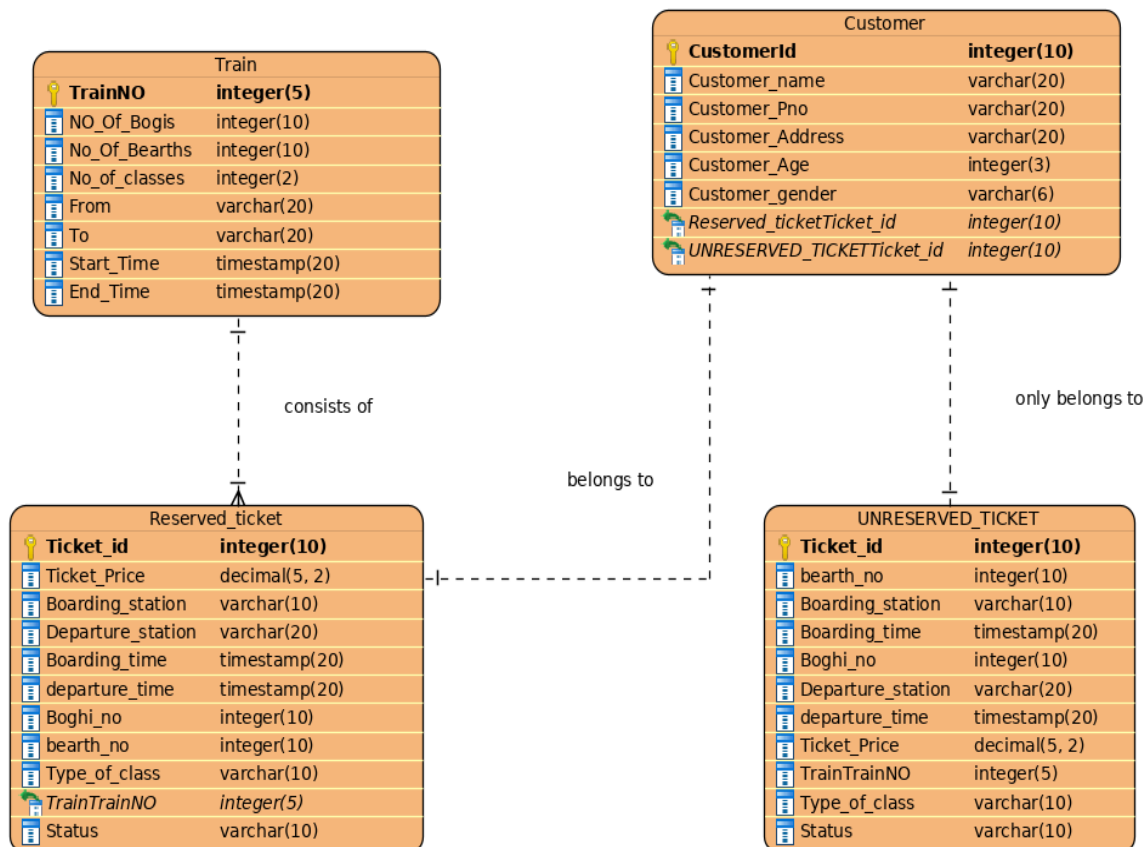 Train
TrainNO integer(5)
NO_Of_Bogis integer(10)
No_Of_Bearths integer(10)
No_of_classes integer(2)
From varchar(20)
To varchar(20)
Start_Time timestamp(20)
End_Time timestamp(20)
Customer
CustomerId integer(10)
Customer_name varchar(20)
Customer_Pno varchar(20)
Customer_Address varchar(20)
Customer_Age integer(3)
Customer_gender varchar(6)
Reserved_ticketTicket_id integer(10)
UNRESERVED_TICKETTicket_id integer(10)
consists of
belongs to
only belongs to
Reserved_ticket
Ticket_id integer(10)
Ticket_Price decimal(5, 2)
Boarding_station varchar(10)
Departure_station varchar(20)
Boarding_time timestamp(20)
departure_time timestamp(20)
Boghi_no integer(10)
bearth_no integer(10)
Type_of_class varchar(10)
TrainTrainNO integer(5)
Status varchar(10)
UNRESERVED_TICKET
Ticket_id integer(10)
bearth_no integer(10)
Boarding_station varchar(10)
Boarding_time timestamp(20)
Boghi_no integer(10)
Departure_station varchar(20)
departure_time timestamp(20)
Ticket_Price decimal(5, 2)
TrainTrainNO integer(5)
Type_of_class varchar(10)
Status varchar(10)